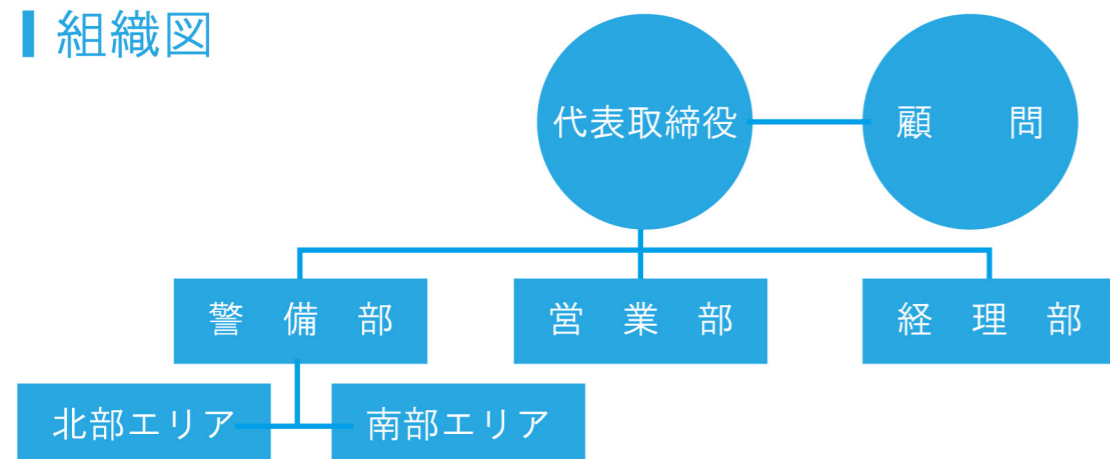 組織図
代表取締役
顧問
警備部
営業部
経理部
北部エリア
南部エリア